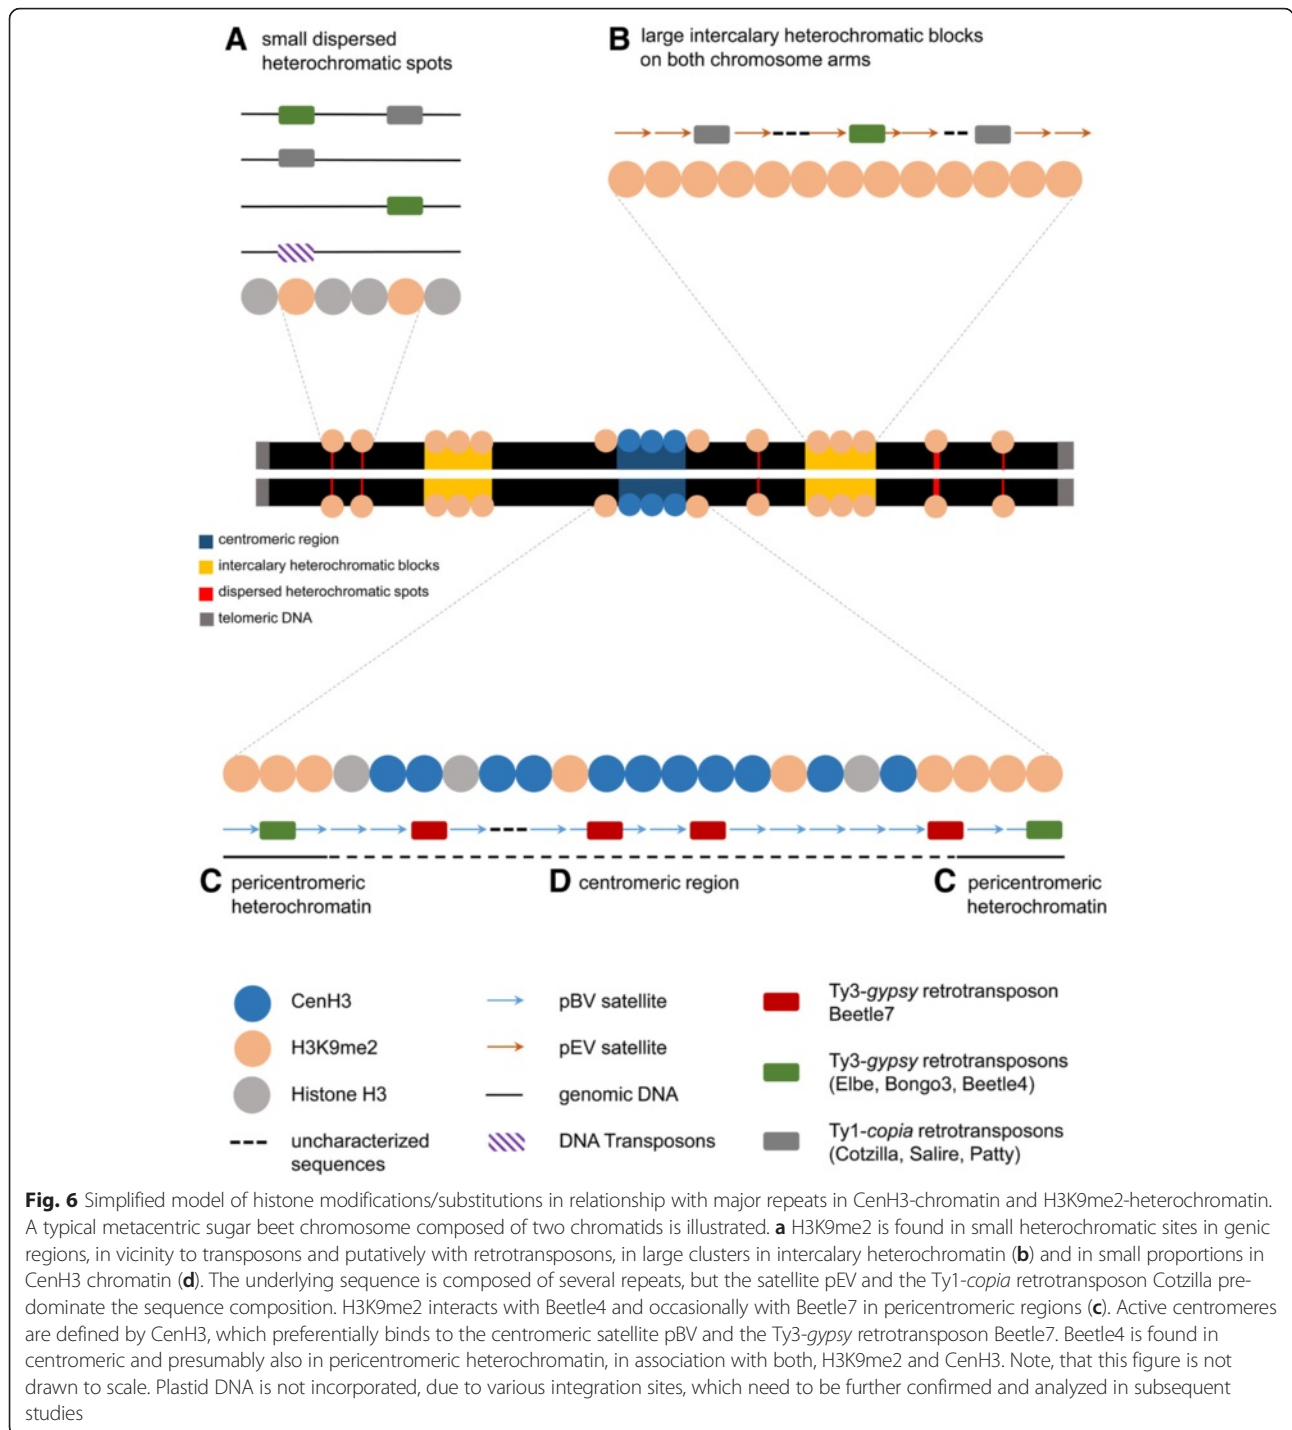 A small dispersed
heterochromatic spots
B large intercalary heterochromatic blocks
on both chromosome arms
centromeric region
intercalary heterochromatic blocks
dispersed heterochromatic spots
telomeric DNA
C pericentromeric
heterochromatin
D centromeric region
C pericentromeric
heterochromatin
CenH3
H3K9me2
Histone H3
uncharacterized
sequences
pBV satellite
pEV satellite
genomic DNA
DNA Transposons
Ty3-gypsy retrotransposon
Beetle7
Ty3-gypsy retrotransposons
(Elbe, Bongo3, Beetle4)
Ty1-copia retrotransposons
(Cotzilla, Salire, Patty)
Fig. 6 Simplified model of histone modifications/substitutions in relationship with major repeats in CenH3-chromatin and H3K9me2-heterochromatin.
A typical metacentric sugar beet chromosome composed of two chromatids is illustrated. a H3K9me2 is found in small heterochromatic sites in genic
regions, in vicinity to transposons and putatively with retrotransposons, in large clusters in intercalary heterochromatin (b) and in small proportions in
CenH3 chromatin (d). The underlying sequence is composed of several repeats, but the satellite pEV and the Ty1-copia retrotransposon Cotzilla pre-
dominate the sequence composition. H3K9me2 interacts with Beetle4 and occasionally with Beetle7 in pericentromeric regions (c). Active centromeres
are defined by CenH3, which preferentially binds to the centromeric satellite pBV and the Ty3-gypsy retrotransposon Beetle7. Beetle4 is found in
centromeric and presumably also in pericentromeric heterochromatin, in association with both, H3K9me2 and CenH3. Note, that this figure is not
drawn to scale. Plastid DNA is not incorporated, due to various integration sites, which need to be further confirmed and analyzed in subsequent
studies